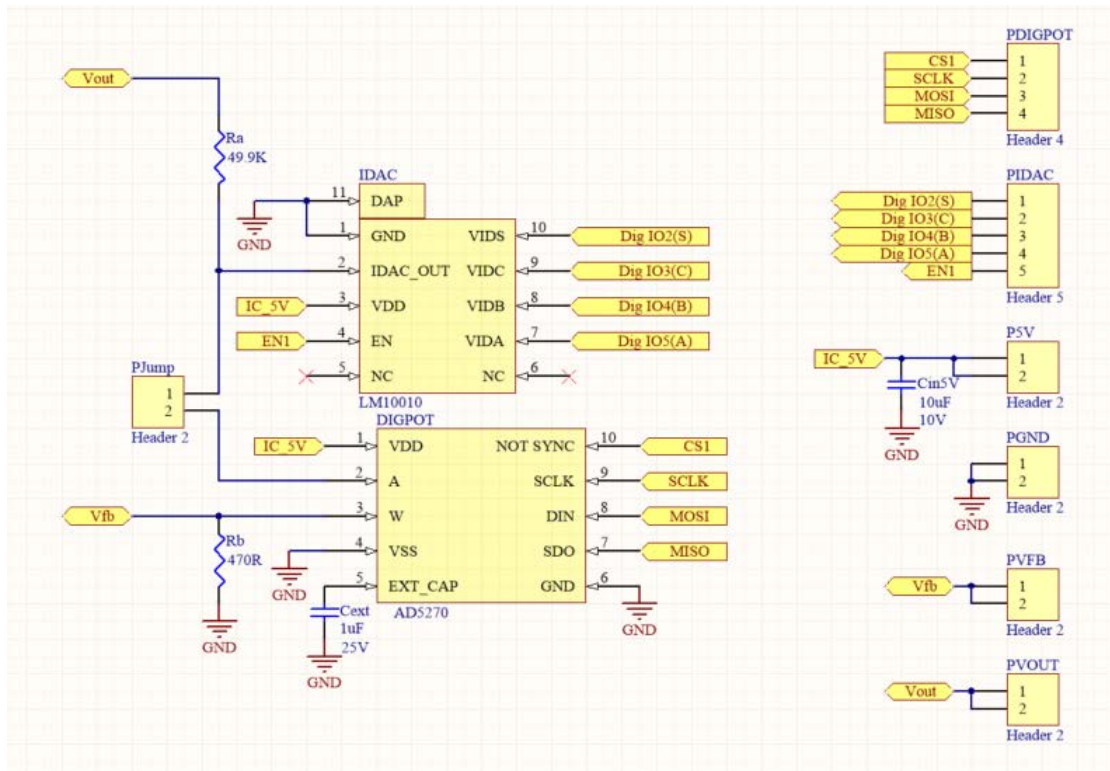 Vout
Ra
49.9K
IDAC
11 DAP
GND
1 GND
VIDS 10 Dig IO2(S)
2 IDAC_OUT
VIDC 9 Dig IO3(C)
IC_5V 3 VDD
VIDB 8 Dig IO4(B)
EN1 4 EN
VIDA 7 Dig IO5(A)
5 NC
NC 6
LM10010
PJump
1
2
Header 2
DIGPOT
IC_5V 1 VDD
NOT SYNC 10 CS1
2 A
SCLK 9 SCLK
Vfb 3 W
DIN 8 MOSI
4 VSS
SDO 7 MISO
5 EXT_CAP
GND 6
AD5270
Rb
470R
GND
GND
Cext
1uF
25V
GND
GND
PDIGPOT
CS1 1
SCLK 2
MOSI 3
MISO 4
Header 4
PIDAC
Dig IO2(S) 1
Dig IO3(C) 2
Dig IO4(B) 3
Dig IO5(A) 4
EN1 5
Header 5
P5V
IC_5V 1
2
Header 2
Cin5V
10uF
10V
GND
PGND
1
2
Header 2
GND
PVFB
Vfb 1
2
Header 2
PVOUT
Vout 1
2
Header 2